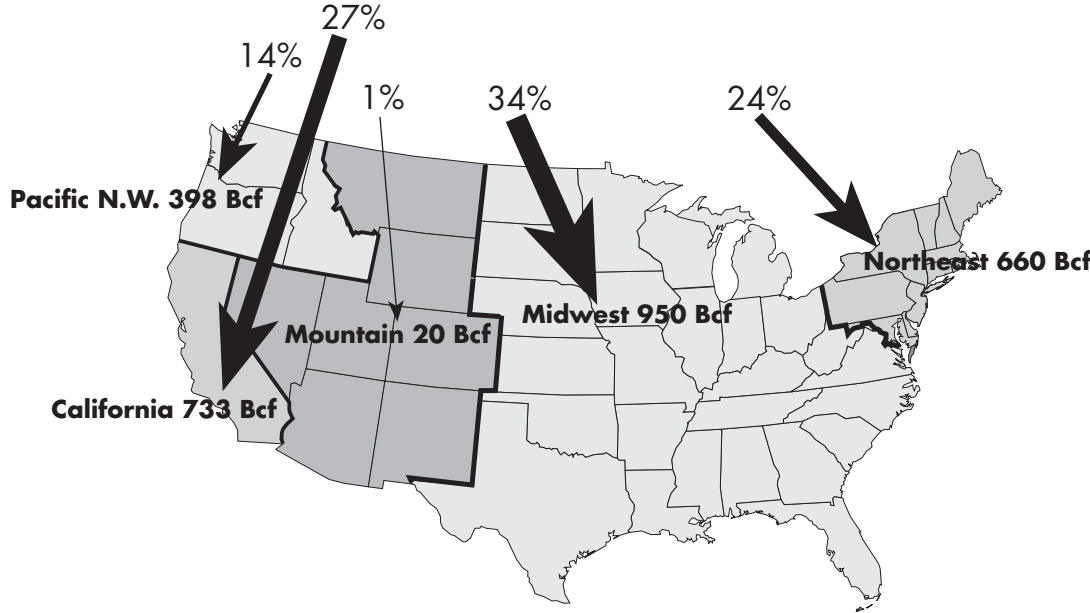 27%
14%
1%
34%
24%
Pacific N.W. 398 Bcf
Northeast 660 Bcf
Midwest 950 Bcf
Mountain 20 Bcf
California 733 Bcf